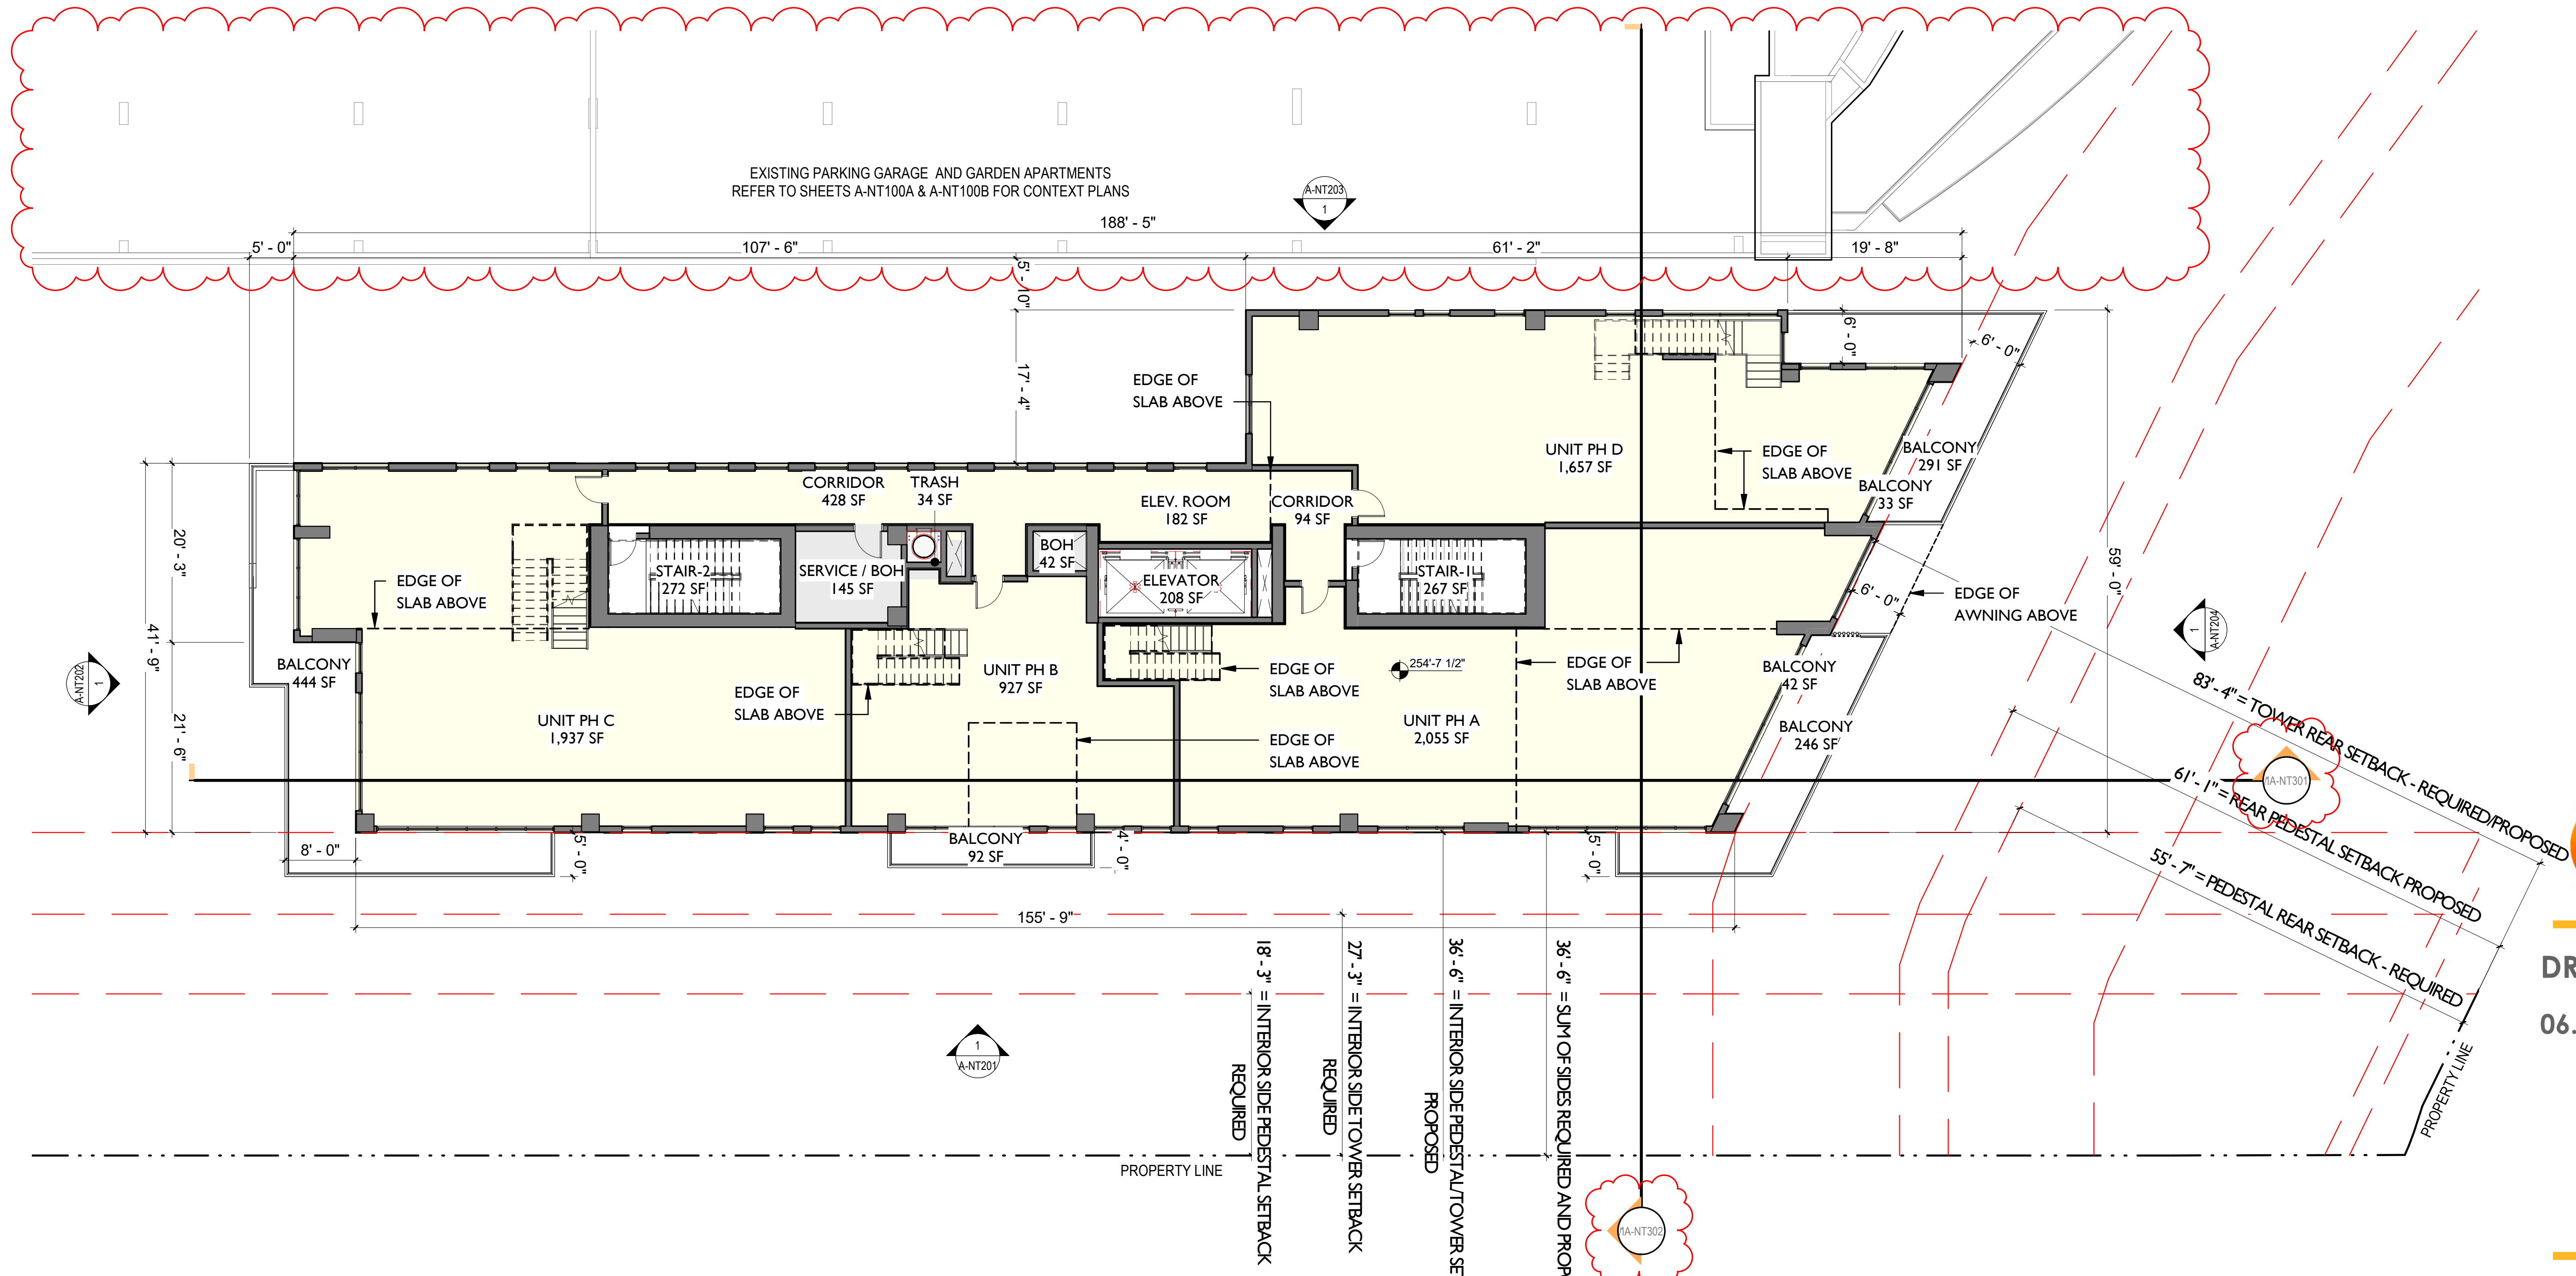 EXISTING PARKING GARAGE AND GARDEN APARTMENTS
REFER TO SHEETS A-NT100A & A-NT100B FOR CONTEXT PLANS
A-NT203
1
188' - 5"
5' - 0"
107' - 6"
61' - 2"
19' - 8"
5' - 10"
17' - 4"
6' - 0"
6' - 0"
EDGE OF
SLAB ABOVE
UNIT PH D
1,657 SF
EDGE OF
SLAB ABOVE
BALCONY
291 SF
BALCONY
33 SF
CORRIDOR
428 SF
TRASH
34 SF
ELEV. ROOM
182 SF
CORRIDOR
94 SF
20' - 3"
41' - 9"
21' - 6"
59' - 0"
EDGE OF
SLAB ABOVE
STAIR-2
272 SF
SERVICE / BOH
145 SF
BOH
42 SF
ELEVATOR
208 SF
STAIR-1
267 SF
6' - 0"
EDGE OF
AWNING ABOVE
1
A-NT204
A-NT202
1
BALCONY
444 SF
UNIT PH C
1,937 SF
EDGE OF
SLAB ABOVE
UNIT PH B
927 SF
EDGE OF
SLAB ABOVE
254'-7 1/2"
EDGE OF
SLAB ABOVE
BALCONY
42 SF
EDGE OF
SLAB ABOVE
UNIT PH A
2,055 SF
BALCONY
246 SF
83' - 4" = TOWER REAR SETBACK - REQUIRED/PROPOSED
61' - 1" = REAR PEDESTAL SETBACK PROPOSED
55' - 7" = PEDESTAL REAR SETBACK - REQUIRED
A-NT301
8' - 0"
5' - 0"
BALCONY
92 SF
4' - 0"
5' - 0"
155' - 9"
DR
06.
18' - 3" = INTERIOR SIDE PEDESTAL SETBACK
REQUIRED
27' - 3" = INTERIOR SIDE TOWER SETBACK
REQUIRED
36' - 6" = INTERIOR SIDE PEDESTAL/TOWER SE
PROPOSED
36' - 6" = SUM OF SIDES REQUIRED AND PROP
1
A-NT201
PROPERTY LINE
PROPERTY LINE
A-NT302